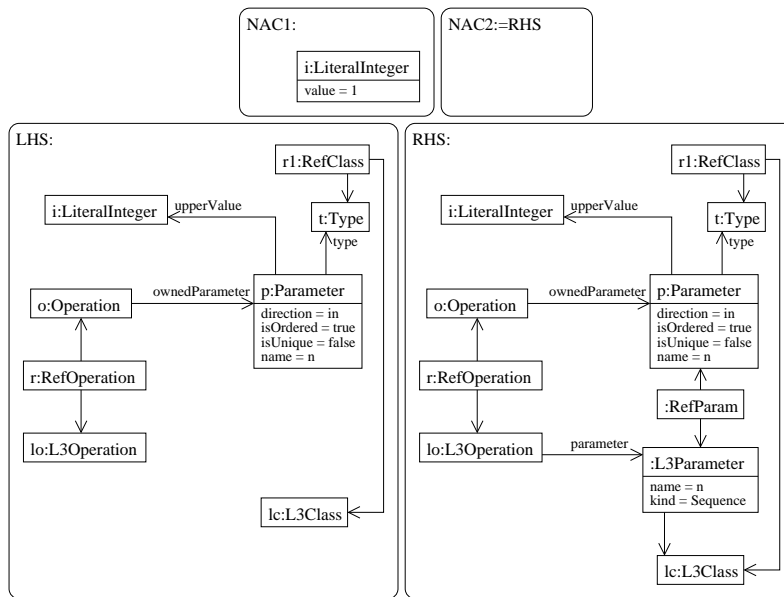 NAC1:
i:LiteralInteger
value = 1
NAC2:=RHS
LHS:
r1:RefClass
i:LiteralInteger
upperValue
t:Type
type
o:Operation
ownedParameter
p:Parameter
direction = in
isOrdered = true
isUnique = false
name = n
r:RefOperation
lo:L3Operation
lc:L3Class
RHS:
r1:RefClass
i:LiteralInteger
upperValue
t:Type
type
o:Operation
ownedParameter
p:Parameter
direction = in
isOrdered = true
isUnique = false
name = n
r:RefOperation
:RefParam
lo:L3Operation
parameter
:L3Parameter
name = n
kind = Sequence
lc:L3Class